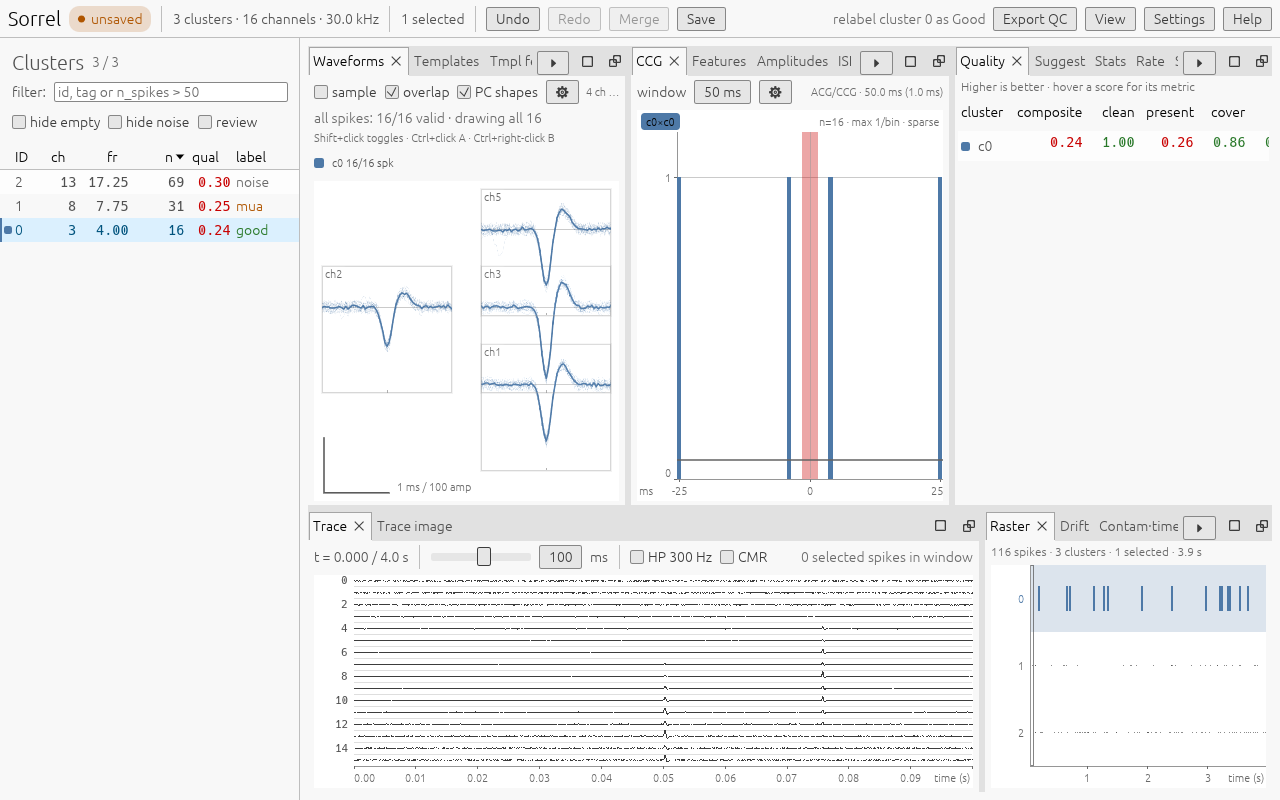 Sorrel ● unsaved 3 clusters · 16 channels · 30.0 kHz 1 selected Undo Redo Merge Save relabel cluster 0 as Good Export QC View Settings Help
Clusters 3 / 3
filter: id, tag or n_spikes > 50
hide empty hide noise review
ID ch fr n qual label
2 13 17.25 69 0.30 noise
1 8 7.75 31 0.25 mua
0 3 4.00 16 0.24 good
Waveforms Templates Tmpl
sample overlap PC shapes 4 ch ...
all spikes: 16/16 valid · drawing all 16
Shift+click toggles · Ctrl+click A · Ctrl+right-click B
c0 16/16 spk
ch5
ch2
ch3
ch1
1 ms / 100 amp
CCG Features Amplitudes ISI
window 50 ms ACG/CCG · 50.0 ms (1.0 ms)
c0×c0 n=16 · max 1/bin · sparse
1
0
ms -25 0 25
Quality Suggest Stats Rate
Higher is better · hover a score for its metric
cluster composite clean present cover
c0 0.24 1.00 0.26 0.86
Trace Trace image
t = 0.000 / 4.0 s 100 ms HP 300 Hz CMR 0 selected spikes in window
0
2
4
6
8
10
12
14
0.00 0.01 0.02 0.03 0.04 0.05 0.06 0.07 0.08 0.09 time (s)
Raster Drift Contam-time
116 spikes · 3 clusters · 1 selected · 3.9 s
0
1
2
1 2 3 time (s)